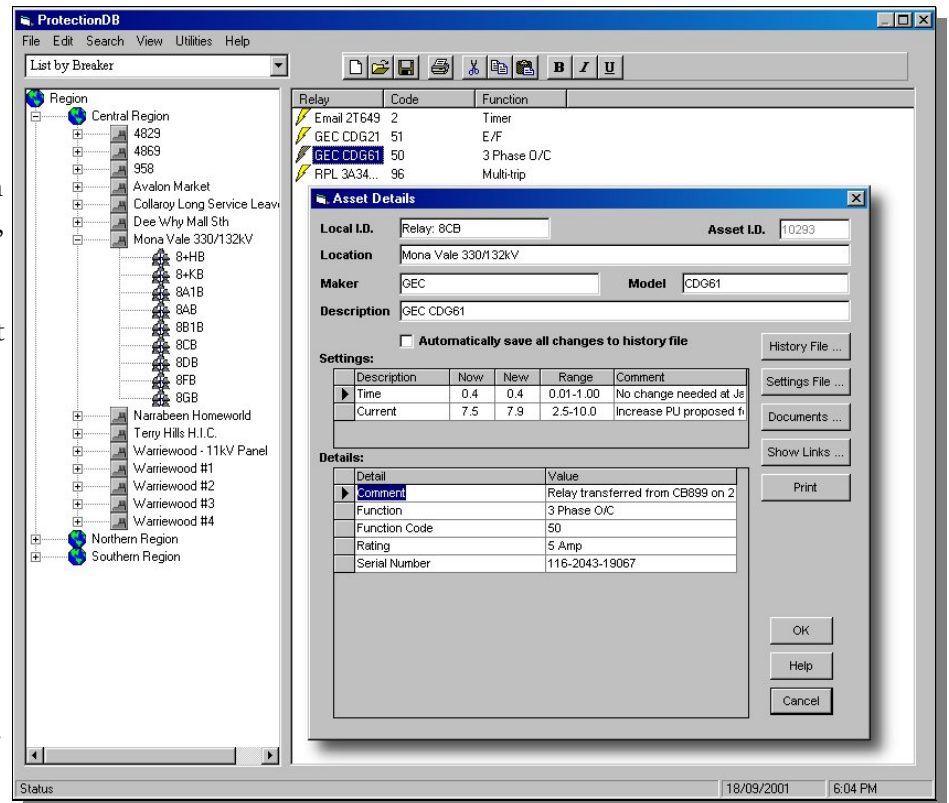 ProtectionDB
File Edit Search View Utilities Help
List by Breaker
B I U
Region
Central Region
4829
4869
958
Avalon Market
Collaroy Long Service Leav
Dee Why Mall Sth
Mona Vale 330/132kV
8+HB
8+KB
8A1B
8AB
8B1B
8CB
8DB
8FB
8GB
Narrabeen Homeworld
Terry Hills H.I.C.
Warriewood - 11kV Panel
Warriewood #1
Warriewood #2
Warriewood #3
Warriewood #4
Northern Region
Southern Region
Relay Code Function
Email 2T649 2 Timer
GEC CDG21 51 E/F
GEC CDG61 50 3 Phase O/C
RPL 3A34... 96 Multi-trip
Asset Details
Local I.D. Relay: 8CB Asset I.D. 10293
Location Mona Vale 330/132kV
Maker GEC Model CDG61
Description GEC CDG61
Automatically save all changes to history file
History File ...
Settings File ...
Documents ...
Show Links ...
Print
Settings:
Description Now New Range Comment
Time 0.4 0.4 0.01-1.00 No change needed at Ja
Current 7.5 7.9 2.5-10.0 Increase PU proposed f
Details:
Detail Value
Comment Relay transferred from CB899 on 2
Function 3 Phase O/C
Function Code 50
Rating 5 Amp
Serial Number 116-2043-19067
OK
Help
Cancel
Status 18/09/2001 6:04 PM